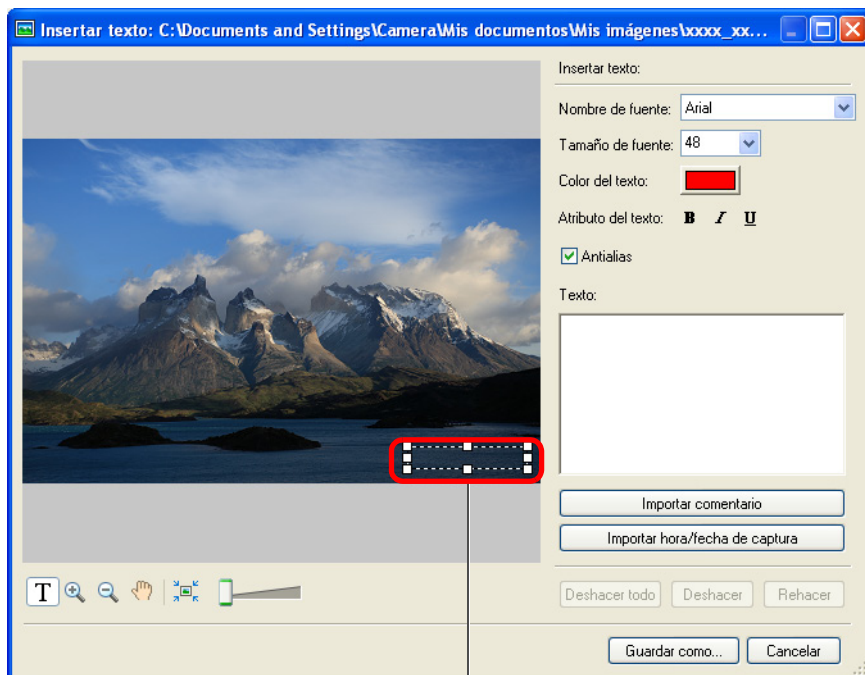 Insertar texto: C:\Documents and Settings\Camera\Mis documentos\Mis imágenes\xxxx_xx...
Insertar texto:
Nombre de fuente: Arial
Tamaño de fuente: 48
Color del texto:
Atributo del texto: B I U
Antialias
Texto:
Importar comentario
Importar hora/fecha de captura
T
Deshacer todo Deshacer Rehacer
Guardar como... Cancelar